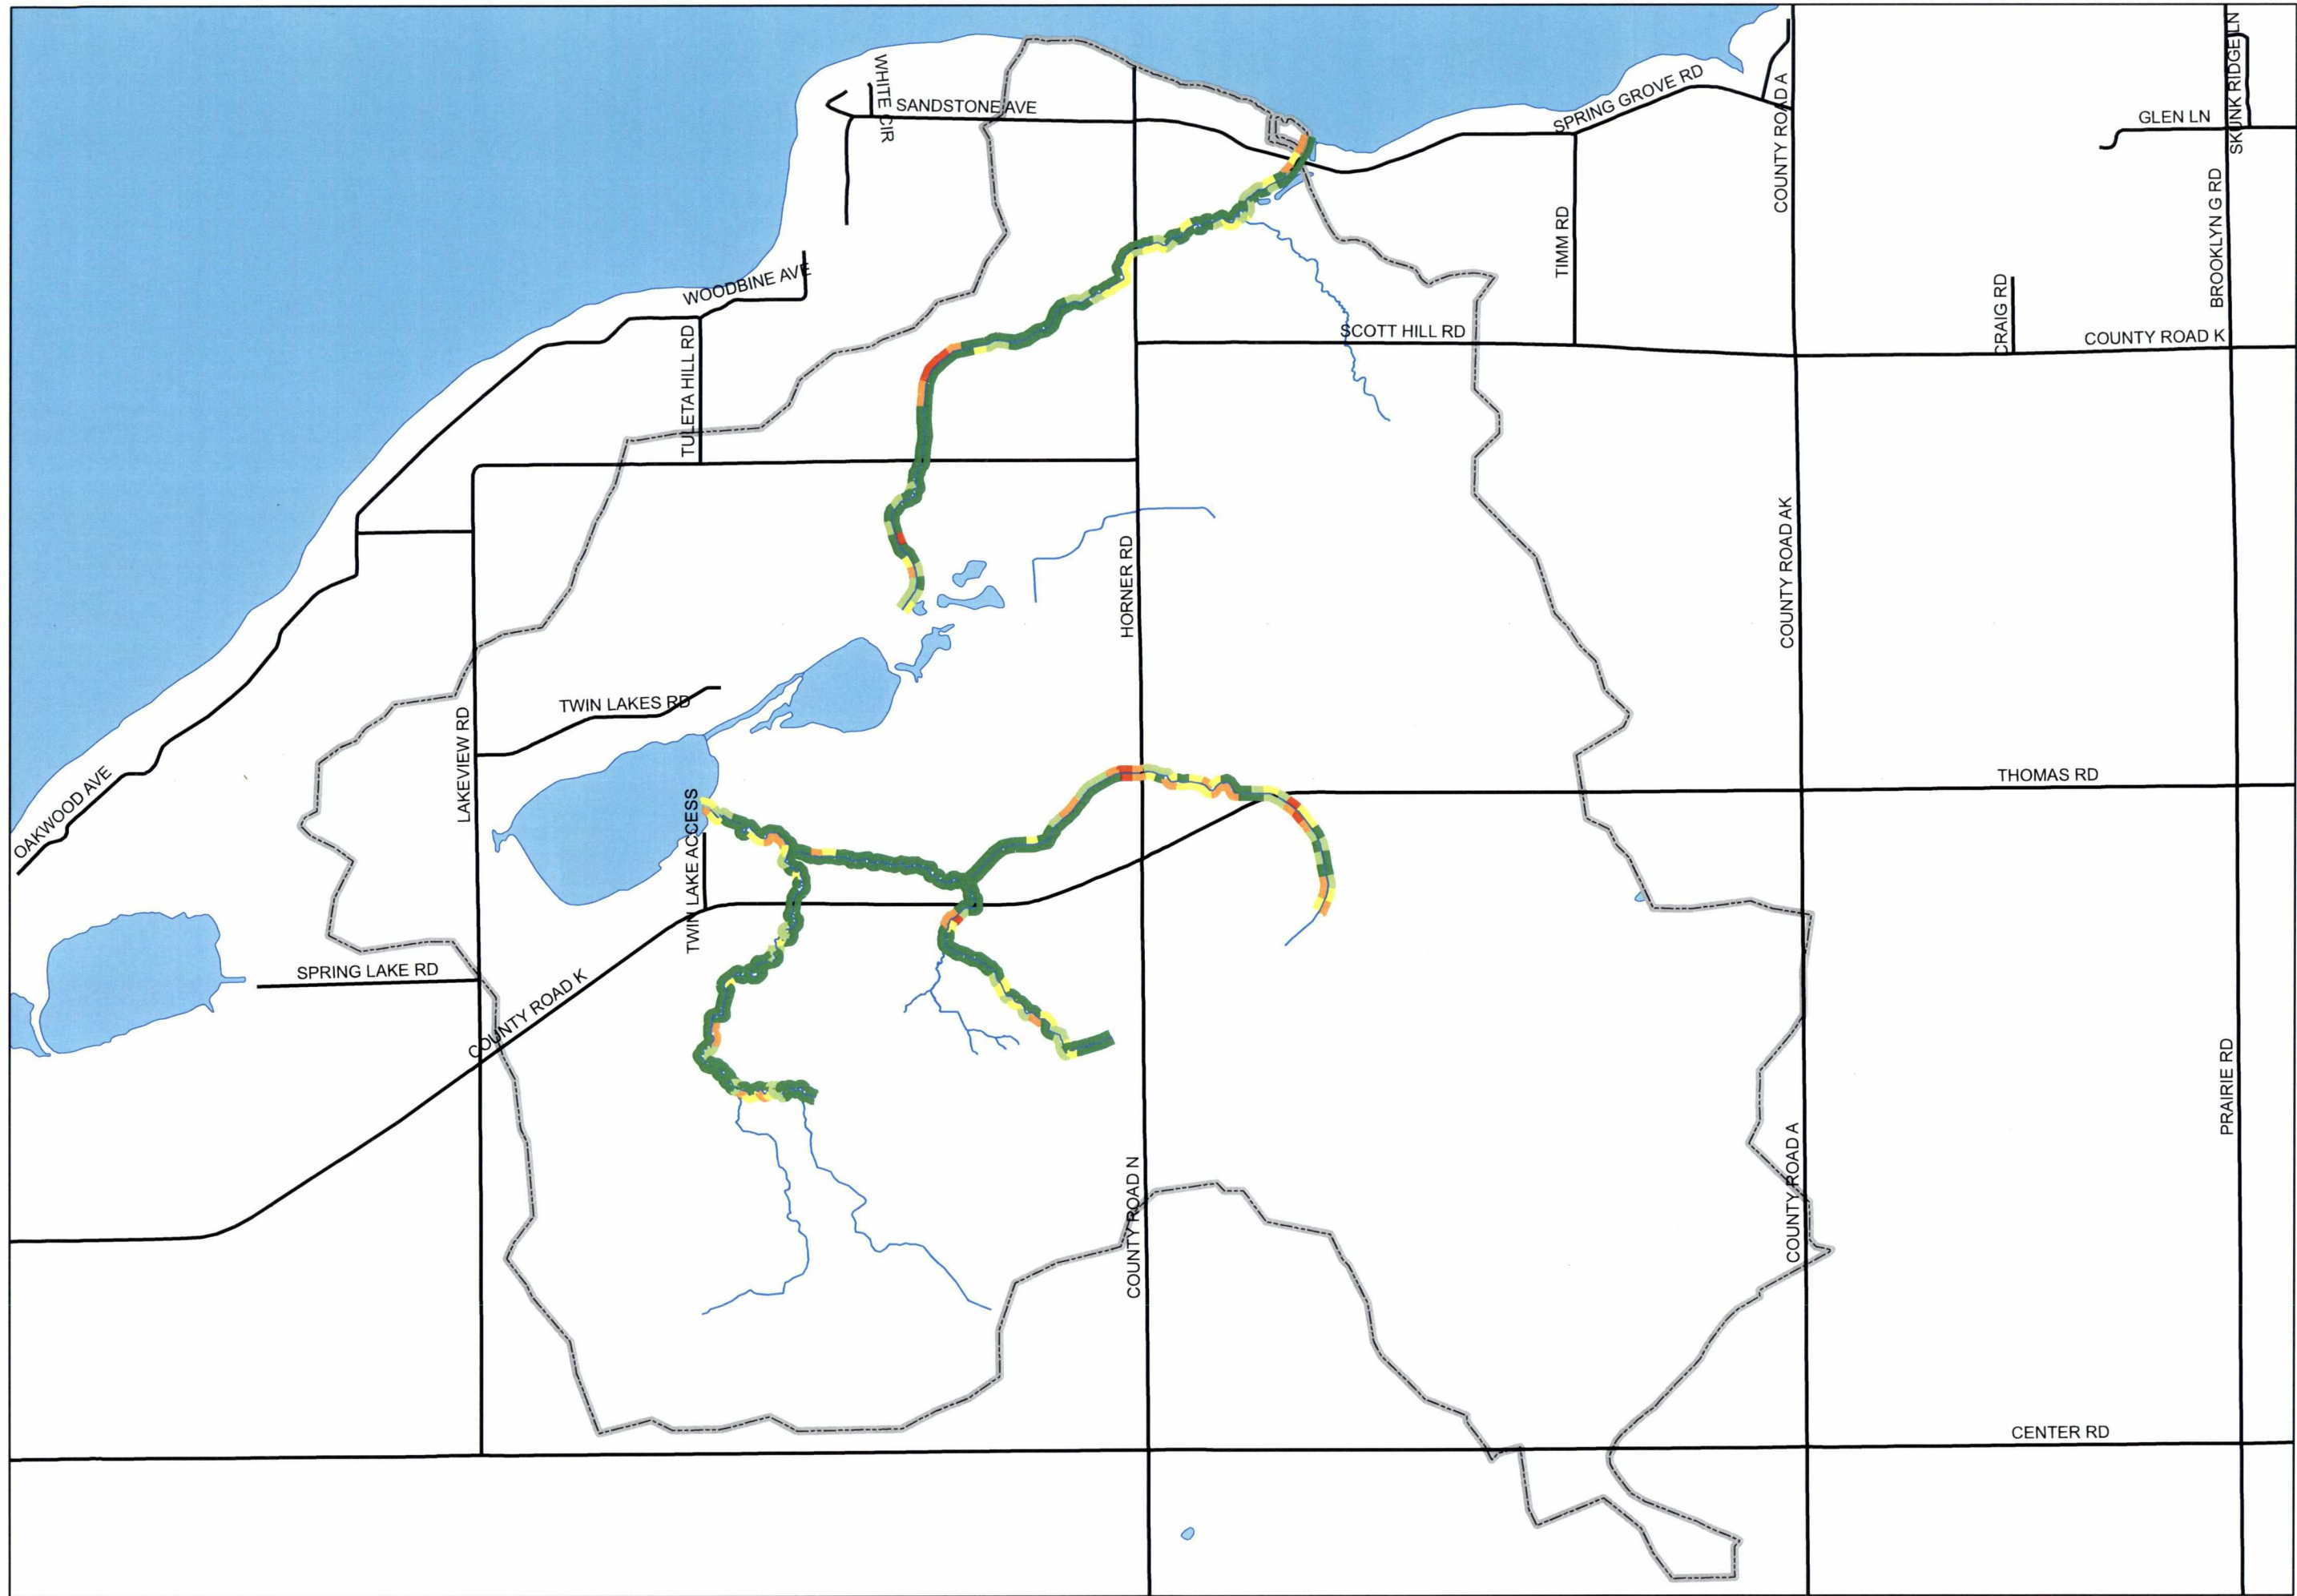 SKUNK RIDGE LN
WHITE CIR
SANDSTONE AVE
SPRING GROVE RD
COUNTY ROAD A
GLEN LN
BROOKLYN G RD
TIMM RD
WOODBINE AVE
TULETA HILL RD
SCOTT HILL RD
CRAIG RD
COUNTY ROAD K
HORNER RD
COUNTY ROAD AK
TWIN LAKES RD
LAKEVIEW RD
OAKWOOD AVE
TWIN LAKE ACCESS
THOMAS RD
SPRING LAKE RD
COUNTY ROAD K
PRAIRIE RD
COUNTY ROAD N
COUNTY ROAD A
CENTER RD